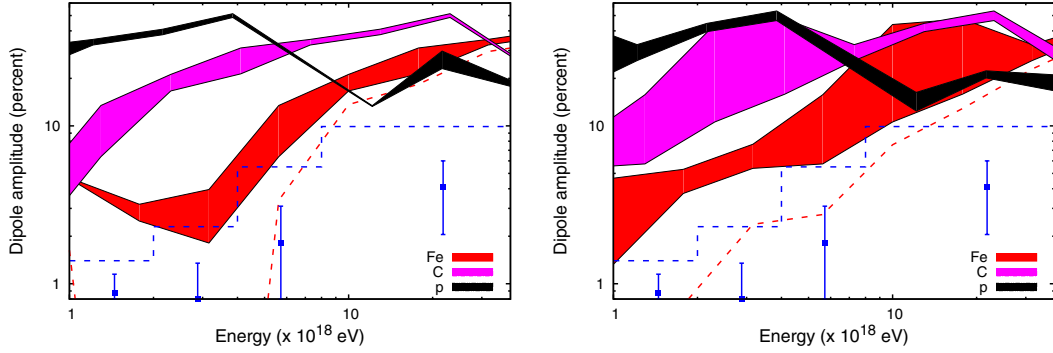 Dipole amplitude (percent)
10
1
Fe
C
p
1
10
Energy (x 10^18 eV)
Dipole amplitude (percent)
10
1
Fe
C
p
1
10
Energy (x 10^18 eV)